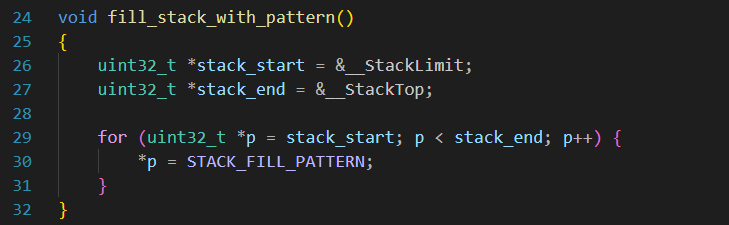 24 void fill_stack_with_pattern()
25 {
26     uint32_t *stack_start = &__StackLimit;
27     uint32_t *stack_end = &__StackTop;
28
29     for (uint32_t *p = stack_start; p < stack_end; p++) {
30         *p = STACK_FILL_PATTERN;
31     }
32 }